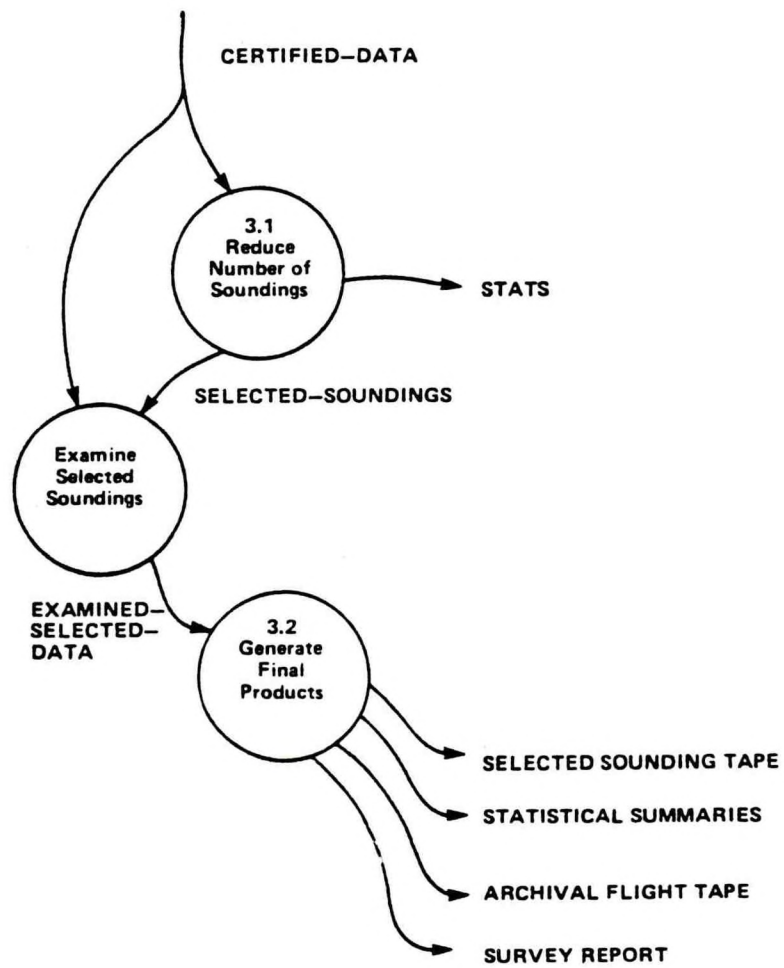 CERTIFIED–DATA
3.1
Reduce
Number of
Soundings
STATS
SELECTED–SOUNDINGS
Examine
Selected
Soundings
EXAMINED–
SELECTED–
DATA
3.2
Generate
Final
Products
SELECTED SOUNDING TAPE
STATISTICAL SUMMARIES
ARCHIVAL FLIGHT TAPE
SURVEY REPORT